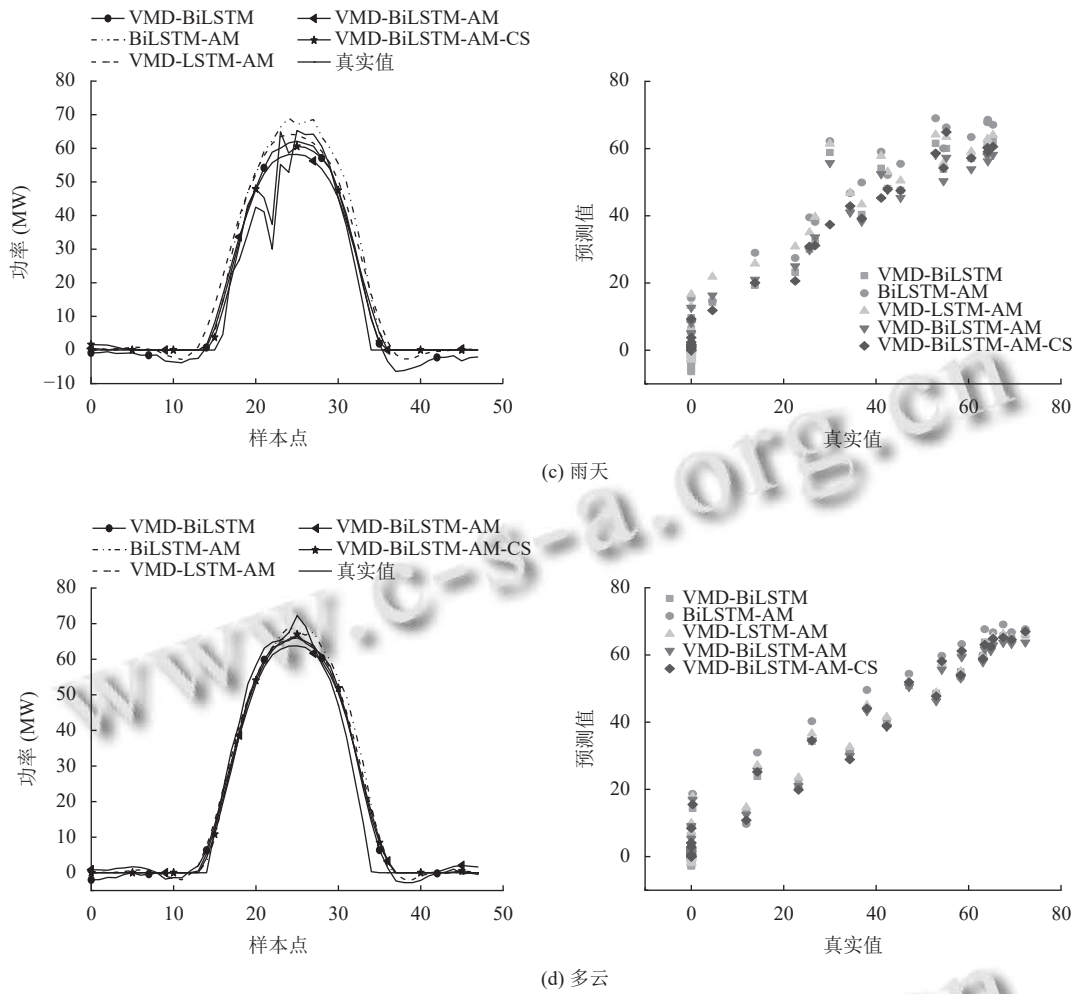 VMD-BiLSTM
VMD-BiLSTM-AM
BiLSTM-AM
VMD-BiLSTM-AM-CS
VMD-LSTM-AM
真实值
80
70
60
50
40
30
20
10
0
−10
功率 (MW)
0
10
20
30
40
50
样本点
80
60
40
20
0
预测值
VMD-BiLSTM
BiLSTM-AM
VMD-LSTM-AM
VMD-BiLSTM-AM
VMD-BiLSTM-AM-CS
0
20
40
60
80
真实值
(c) 雨天
VMD-BiLSTM
VMD-BiLSTM-AM
BiLSTM-AM
VMD-BiLSTM-AM-CS
VMD-LSTM-AM
真实值
80
70
60
50
40
30
20
10
0
功率 (MW)
0
10
20
30
40
50
样本点
80
60
40
20
0
预测值
VMD-BiLSTM
BiLSTM-AM
VMD-LSTM-AM
VMD-BiLSTM-AM
VMD-BiLSTM-AM-CS
0
20
40
60
80
真实值
(d) 多云
www.c-s-a.org.cn